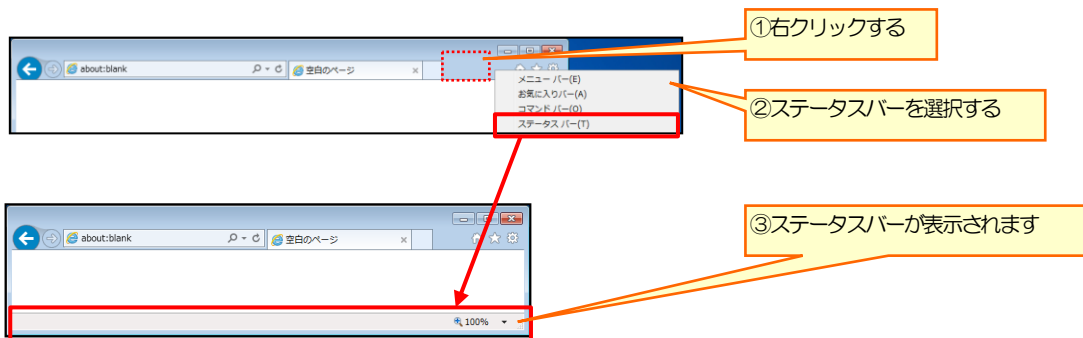 ①右クリックする
about:blank
空白のページ
メニュー バー(E)
お気に入りバー(A)
コマンド バー(O)
ステータス バー(T)
②ステータスバーを選択する
③ステータスバーが表示されます
about:blank
空白のページ
100%